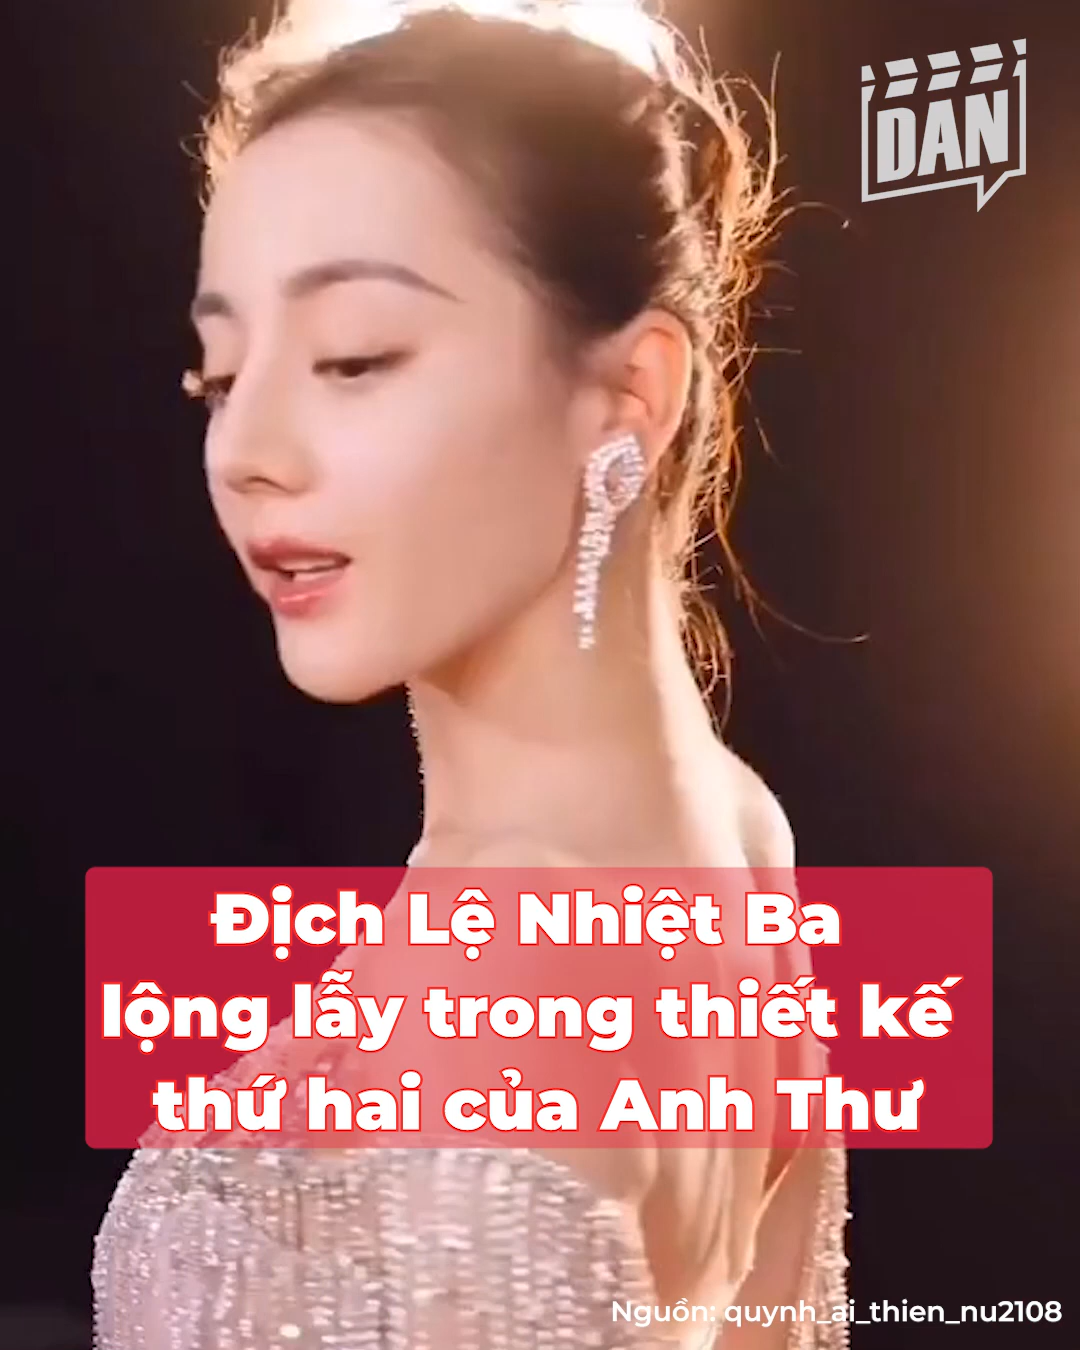 DAN
Địch Lệ Nhiệt Ba
lộng lẫy trong thiết kế
thứ hai của Anh Thư
Nguồn: quynh_ai_thien_nu2108